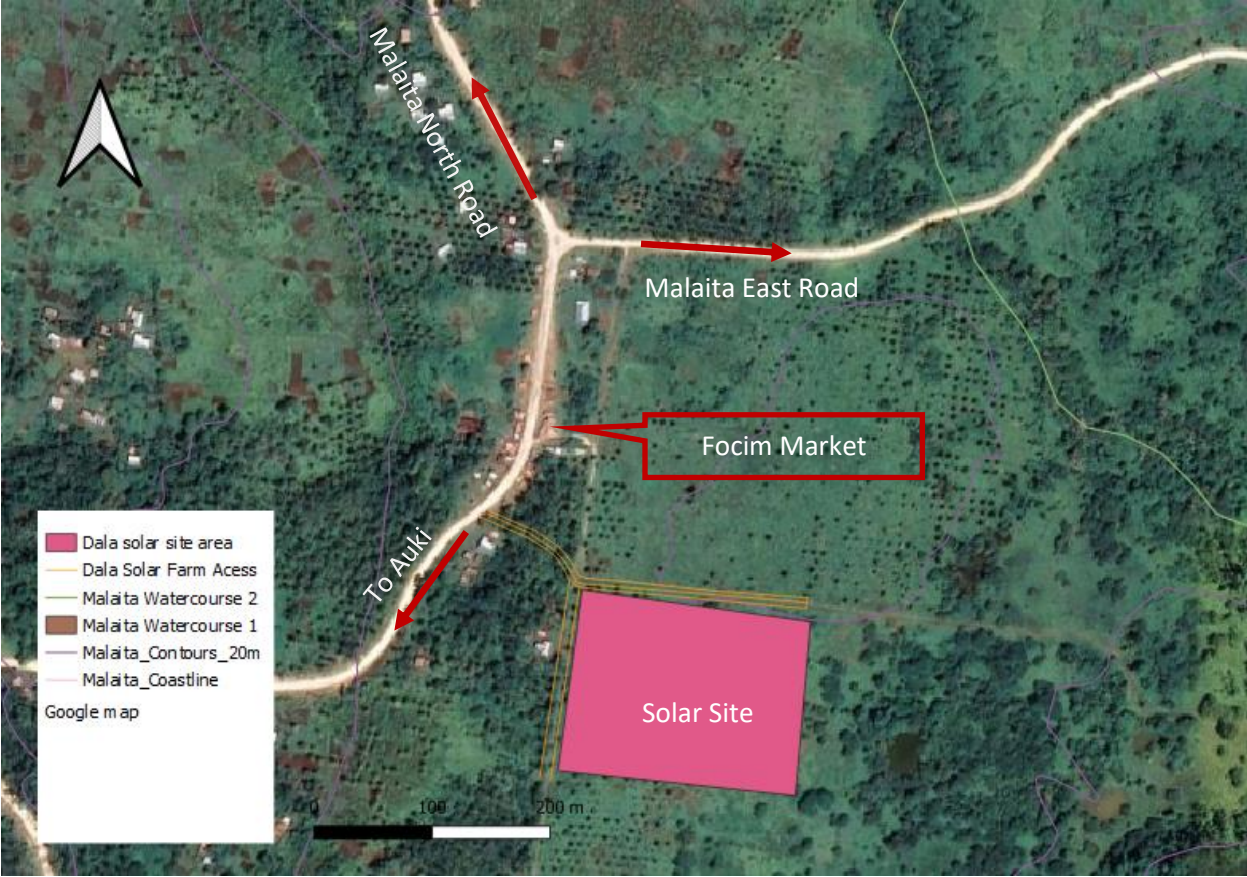 Malaita North Road
Malaita East Road
Focim Market
To Auki
Solar Site
Dala solar site area
Dala Solar Farm Acess
Malaita Watercourse 2
Malaita Watercourse 1
Malaita_Contours_20m
Malaita_Coastline
Google map
0 100 200 m